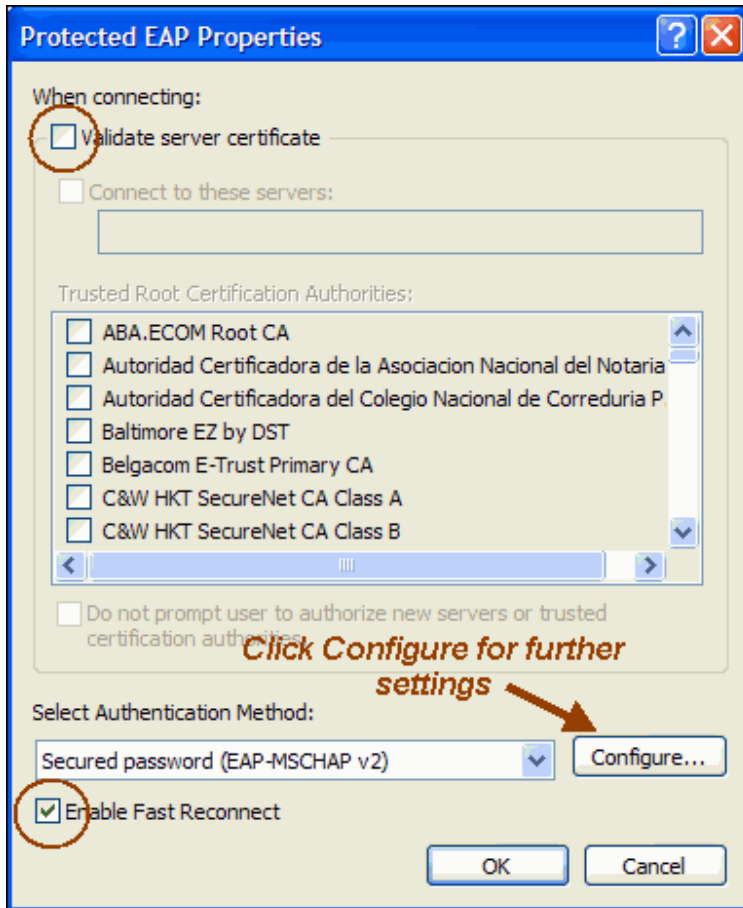 Protected EAP Properties
When connecting:
Validate server certificate
Connect to these servers:
Trusted Root Certification Authorities:
ABA.ECOM Root CA
Autoridad Certificadora de la Asociacion Nacional del Notaria
Autoridad Certificadora del Colegio Nacional de Correduria P.
Baltimore EZ by DST
Belgacom E-Trust Primary CA
C&W HKT SecureNet CA Class A
C&W HKT SecureNet CA Class B
Do not prompt user to authorize new servers or trusted
certification authorities.
Click Configure for further
settings
Select Authentication Method:
Secured password (EAP-MSCHAP v2)
Configure...
Enable Fast Reconnect
OK
Cancel